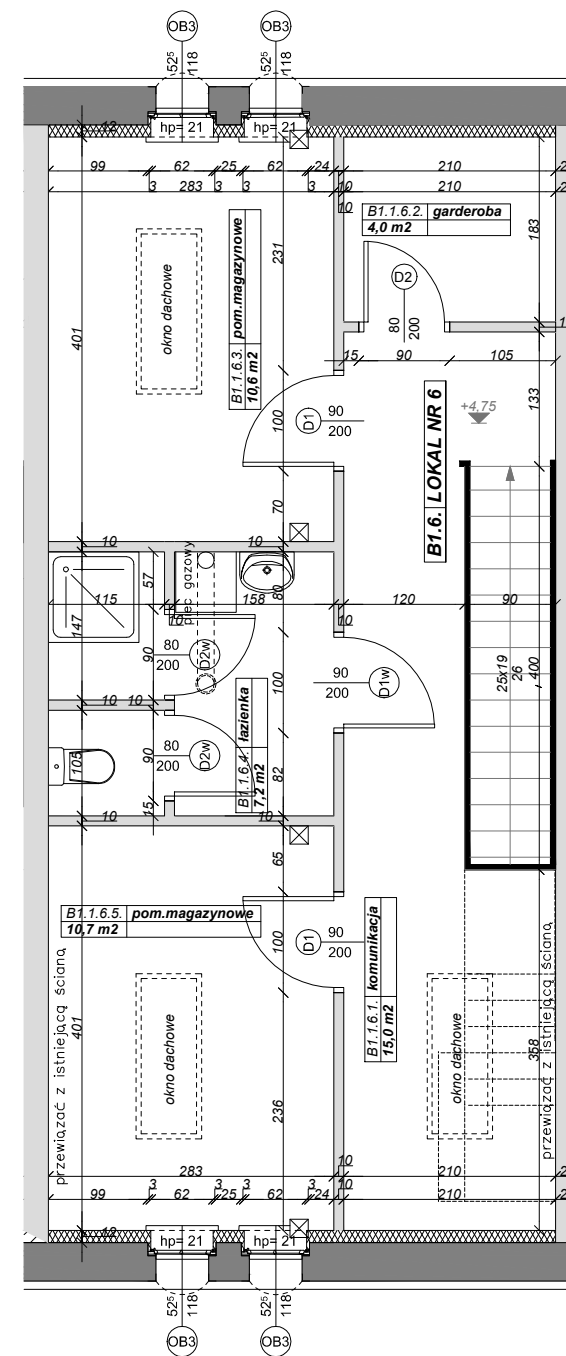 OB3 OB3
52⁵ 118 52⁵ 118
12 hp= 21 hp= 21
99 62 25 62 24 210
3 283 3 3 3 10 210
10
B1.1.6.2. garderoba
4,0 m2
183
231
B1.1.6.3. pom.magazynowe
10,6 m2
okno dachowe
401
D2
80
200
15 90 105
133
+4,75
B1.6. LOKAL NR 6
100
D1 90
200
70
10 10
piec gazowy
57
80
115 158 120 90
10 10
147
90
80
200 D2w
100
90
200 D1w
25x19
26
400
10 10
łazienka
B1.1.6.4.
7,2 m2
105
90
80
200 D2w
82
15
10 10
65
B1.1.6.5. pom.magazynowe
10,7 m2
100
D1 90
200
B1.1.6.1. komunikacja
15,0 m2
przewiązać z istniejącą ścianą
401
okno dachowe
okno dachowe
358
przewiązać z istniejącą ścianą
236
10
283 3 3 3 3 10 210
99 62 25 62 24 210
12 hp= 21 hp= 21
52⁵ 118 52⁵ 118
OB3 OB3